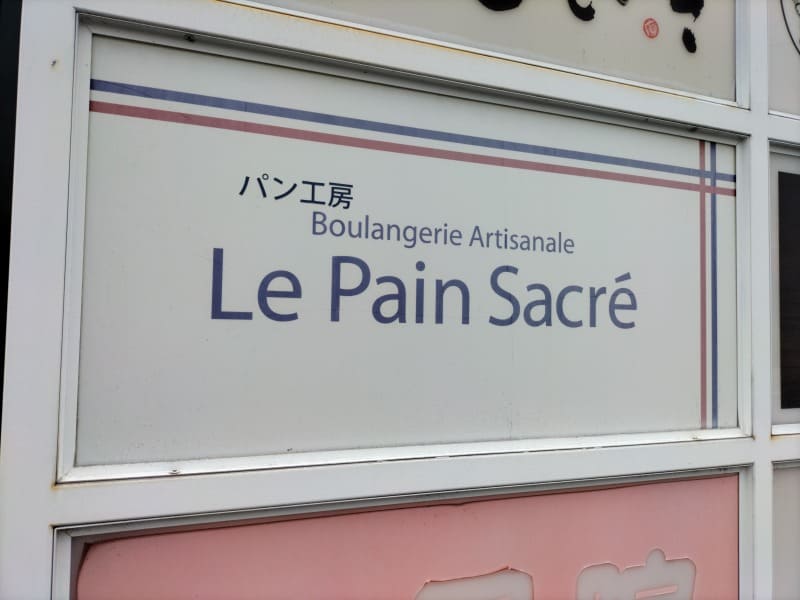 パン工房
Boulangerie Artisanale
Le Pain Sacré